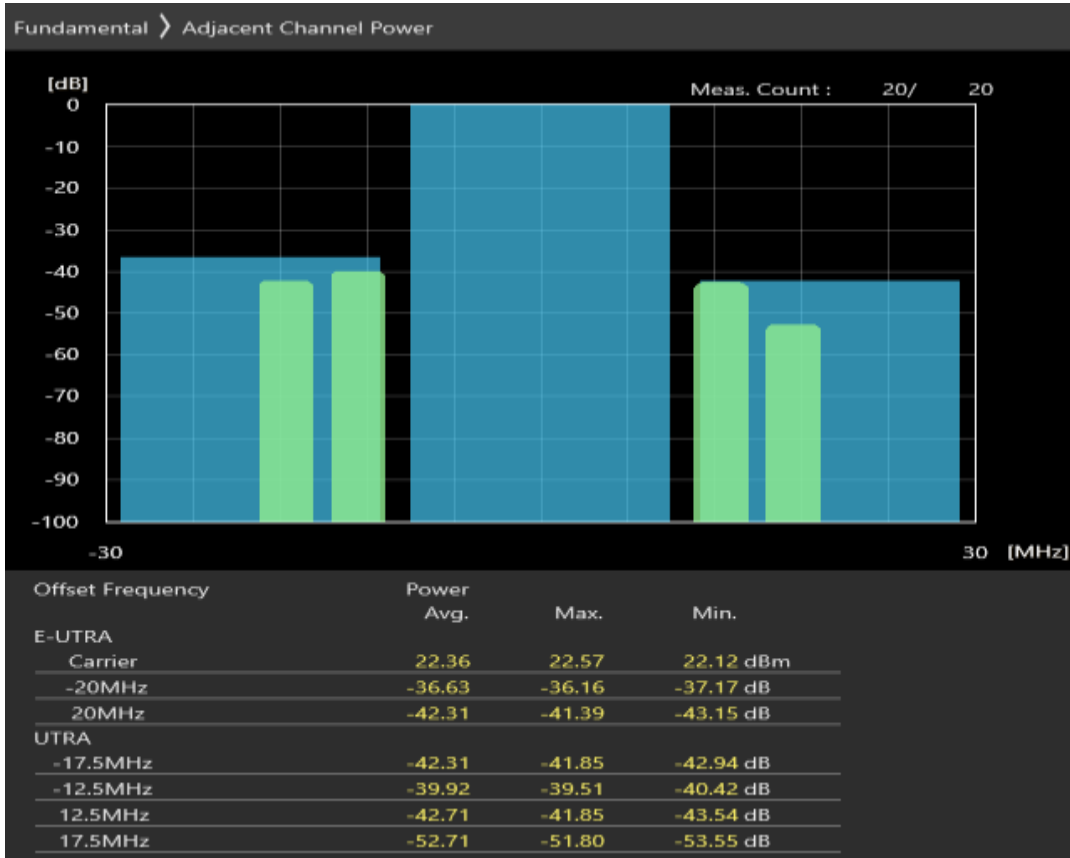 Fundamental 〉 Adjacent Channel Power
[dB]
Meas. Count : 20/ 20
0
-10
-20
-30
-40
-50
-60
-70
-80
-90
-100
-30 30 [MHz]
Offset Frequency Power
Avg. Max. Min.
E-UTRA
Carrier 22.36 22.57 22.12 dBm
-20MHz -36.63 -36.16 -37.17 dB
20MHz -42.31 -41.39 -43.15 dB
UTRA
-17.5MHz -42.31 -41.85 -42.94 dB
-12.5MHz -39.92 -39.51 -40.42 dB
12.5MHz -42.71 -41.85 -43.54 dB
17.5MHz -52.71 -51.80 -53.55 dB